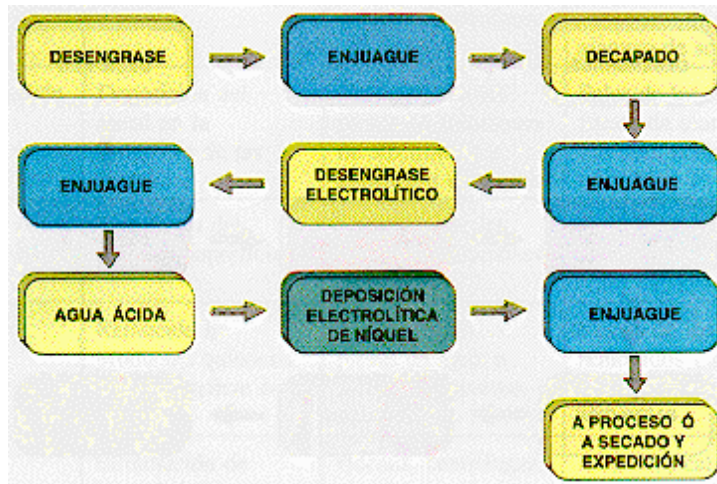 DESENGRASE
ENJUAGUE
DECAPADO
ENJUAGUE
DESENGRASE
ELECTROLÍTICO
ENJUAGUE
AGUA ÁCIDA
DEPOSICIÓN
ELECTROLÍTICA
DE NÍQUEL
ENJUAGUE
A PROCESO Ó
A SECADO Y
EXPEDICIÓN